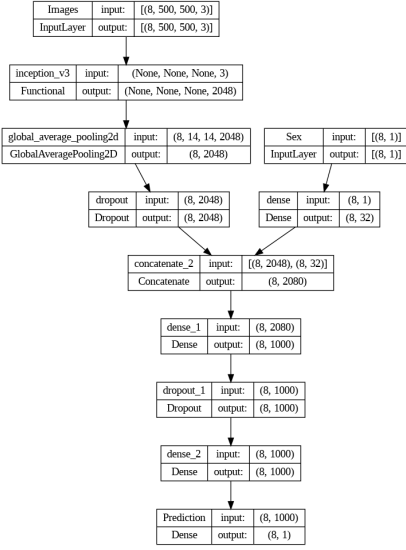 Images input: [(8, 500, 500, 3)]
InputLayer output: [(8, 500, 500, 3)]
inception_v3 input: (None, None, None, 3)
Functional output: (None, None, None, 2048)
global_average_pooling2d input: (8, 14, 14, 2048)
GlobalAveragePooling2D output: (8, 2048)
Sex input: [(8, 1)]
InputLayer output: [(8, 1)]
dropout input: (8, 2048)
Dropout output: (8, 2048)
dense input: (8, 1)
Dense output: (8, 32)
concatenate_2 input: [(8, 2048), (8, 32)]
Concatenate output: (8, 2080)
dense_1 input: (8, 2080)
Dense output: (8, 1000)
dropout_1 input: (8, 1000)
Dropout output: (8, 1000)
dense_2 input: (8, 1000)
Dense output: (8, 1000)
Prediction input: (8, 1000)
Dense output: (8, 1)